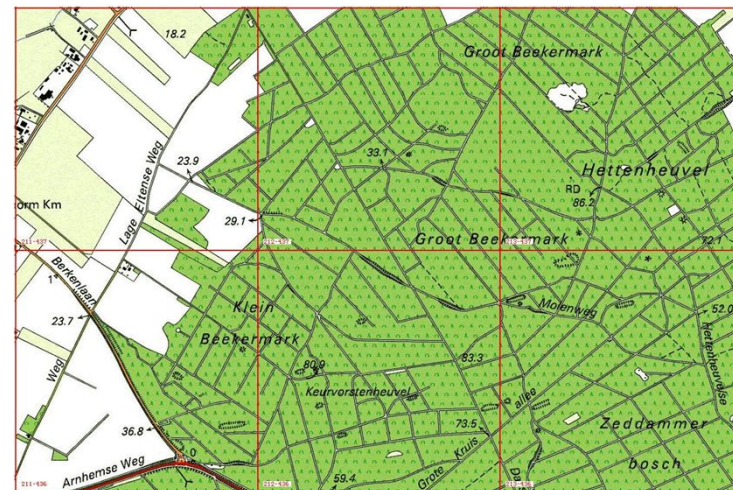 18.2
Groot Beekermark
33.1
23.9
Hettenheuvel
RD
86.2
orm Km
Lage Eltense Weg
29.1
211-437
212-437
Groot Beekermark
213-437
72.1
Berkenlaan
1
Klein
Beekermark
Molenweg
52.0
23.7
Hettenheuvelse
Weg
83.3
80.9
Keurvorstenheuvel
allee
Zeddammer
bosch
73.5
36.8
Grote Kruis
Arnhemse Weg
0
59.4
211-436
212-436
213-436